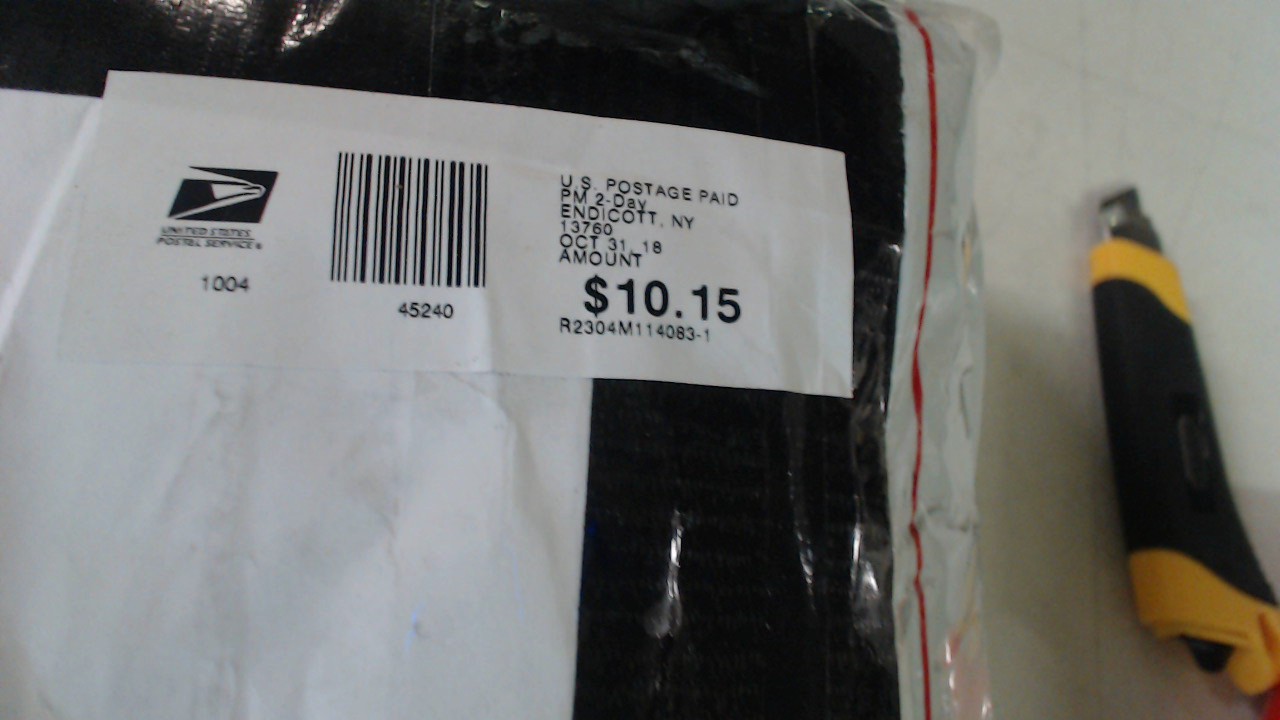 UNITED STATES
POSTAL SERVICE®
1004
45240
U.S. POSTAGE PAID
PM 2-Day
ENDICOTT, NY
13760
OCT 31, 18
AMOUNT
$10.15
R2304M114083-1